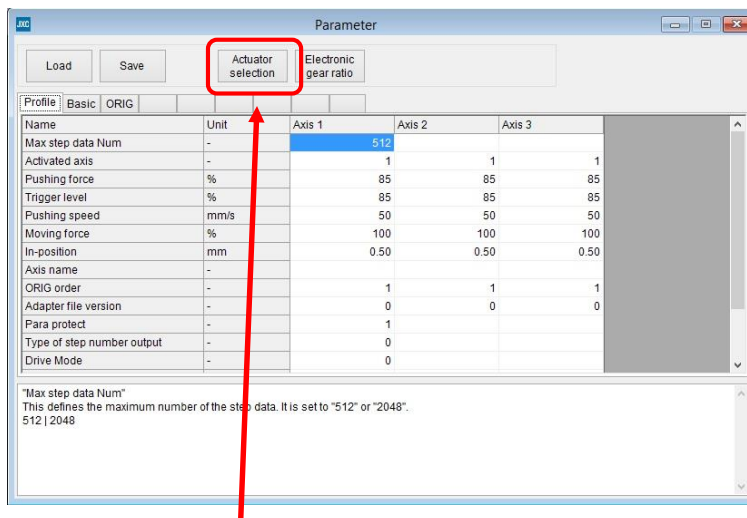 JXC Parameter
Load Save Actuator selection Electronic gear ratio
Profile Basic ORIG
Name Unit Axis 1 Axis 2 Axis 3
Max step data Num - 512
Activated axis - 1 1 1
Pushing force % 85 85 85
Trigger level % 85 85 85
Pushing speed mm/s 50 50 50
Moving force % 100 100 100
In-position mm 0.50 0.50 0.50
Axis name -
ORIG order - 1 1 1
Adapter file version - 0 0 0
Para protect - 1
Type of step number output - 0
Drive Mode - 0
"Max step data Num"
This defines the maximum number of the step data. It is set to "512" or "2048".
512 | 2048